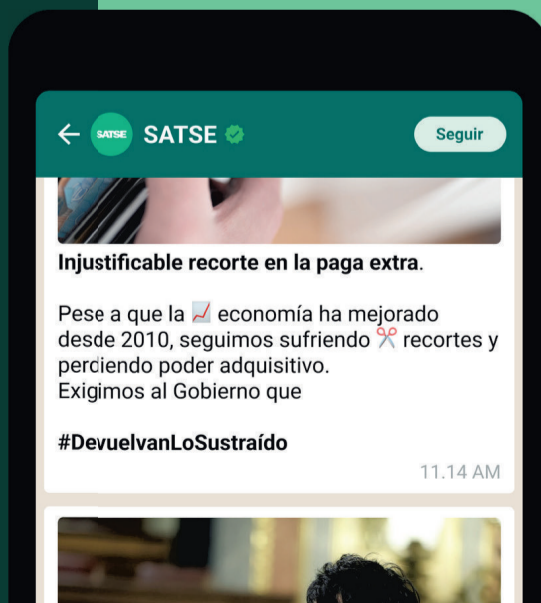 SATSE
SATSE
Seguir
Injustificable recorte en la paga extra.
Pese a que la 📈 economía ha mejorado
desde 2010, seguimos sufriendo ✂️ recortes y
perdiendo poder adquisitivo.
Exigimos al Gobierno que
#DevuelvanLoSustraído
11.14 AM